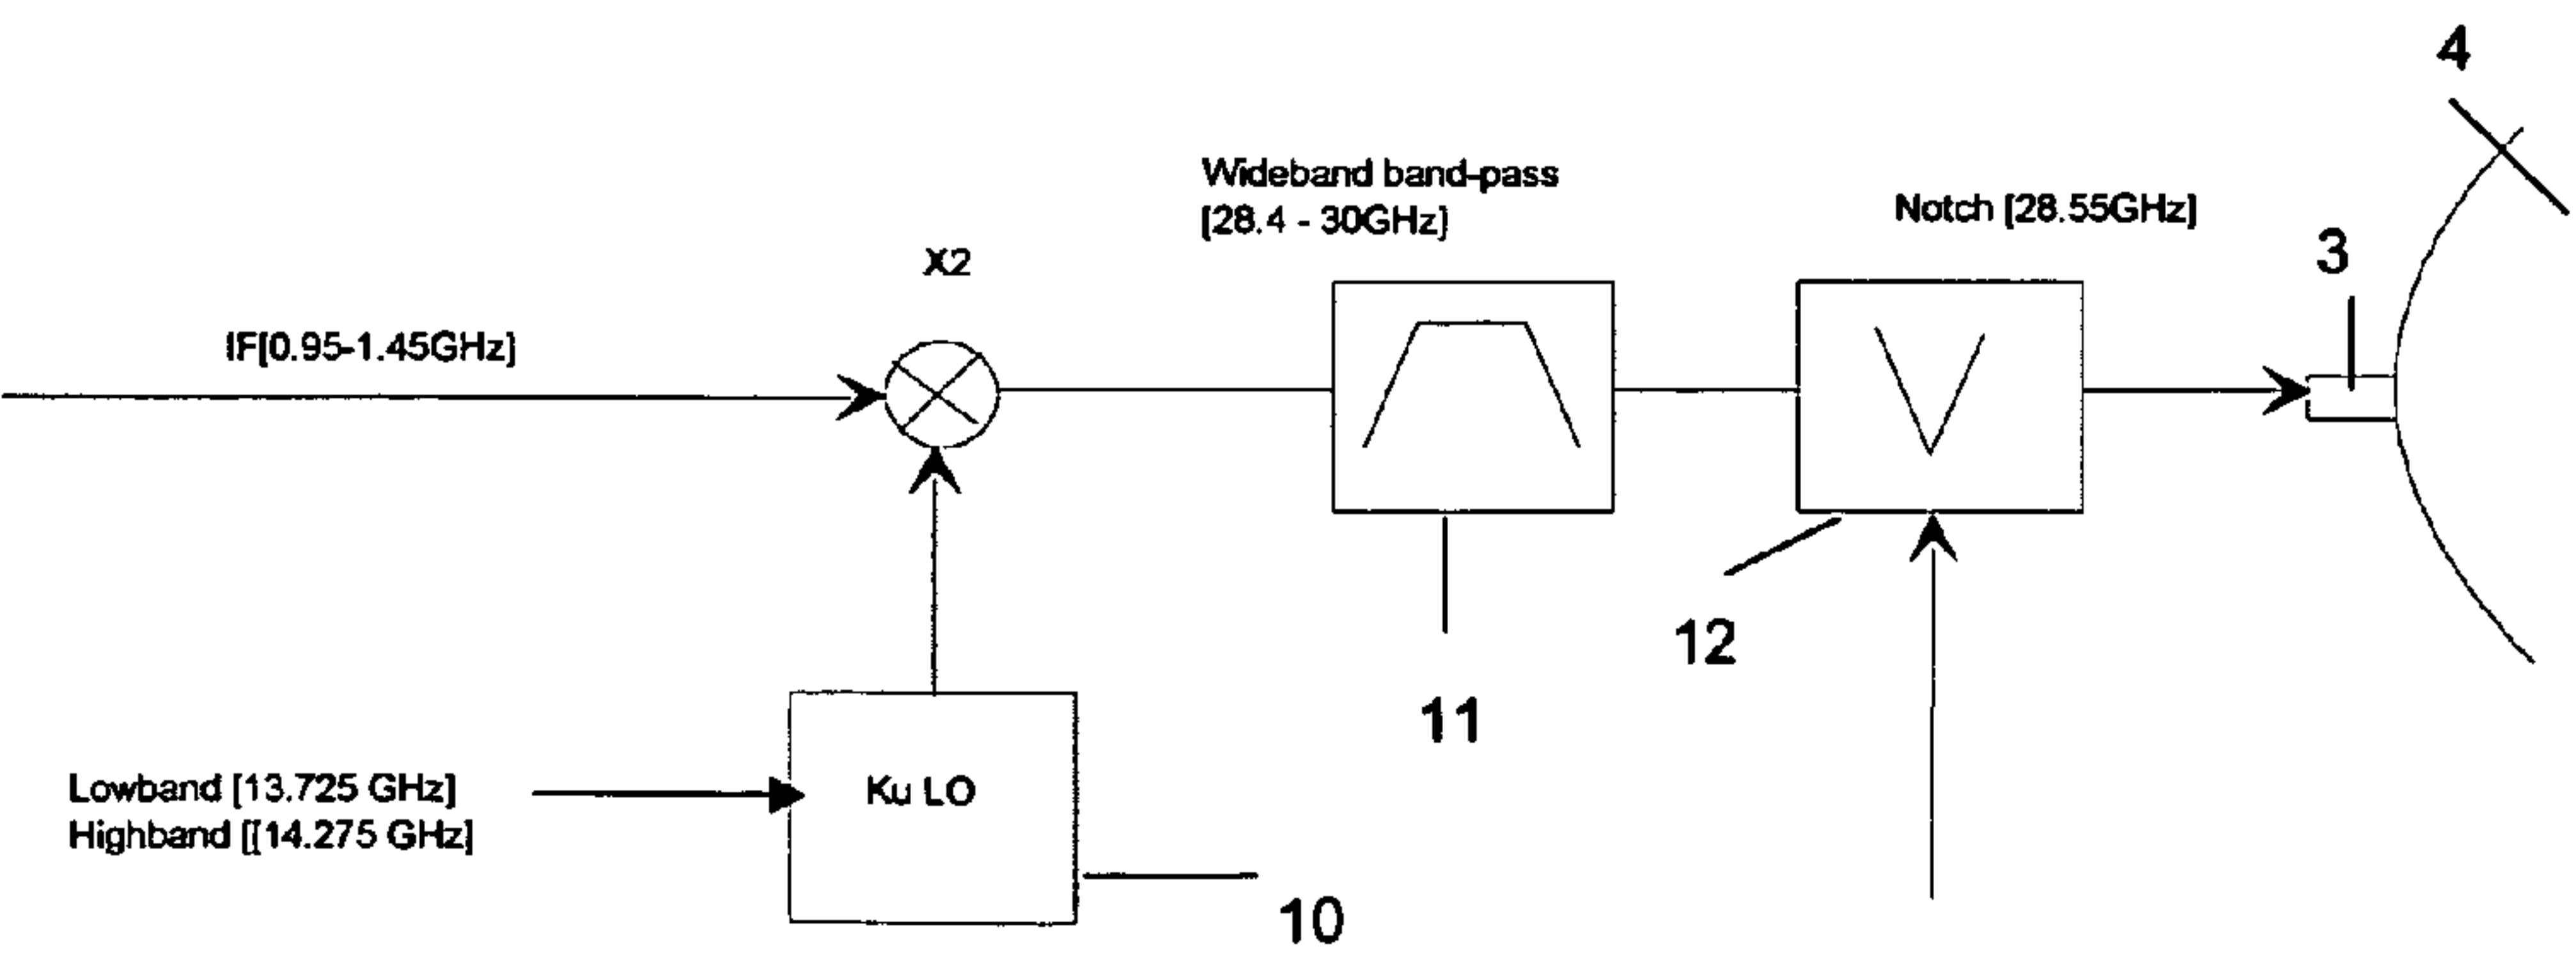 4
Wideband band-pass
[28.4 - 30GHz]
Notch [28.55GHz]
3
X2
IF[0.95-1.45GHz]
12
11
Lowband [13.725 GHz]
Highband [[14.275 GHz]
Ku LO
10